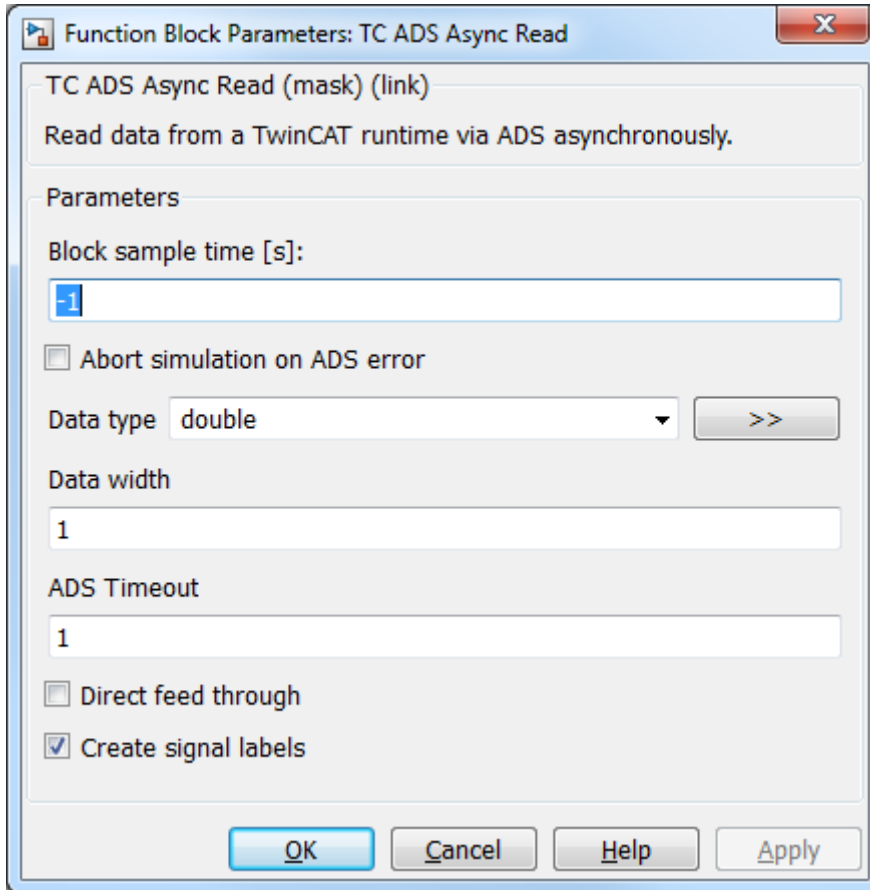 Function Block Parameters: TC ADS Async Read
TC ADS Async Read (mask) (link)
Read data from a TwinCAT runtime via ADS asynchronously.
Parameters
Block sample time [s]:
-1
Abort simulation on ADS error
Data type double >>
Data width
1
ADS Timeout
1
Direct feed through
Create signal labels
OK Cancel Help Apply